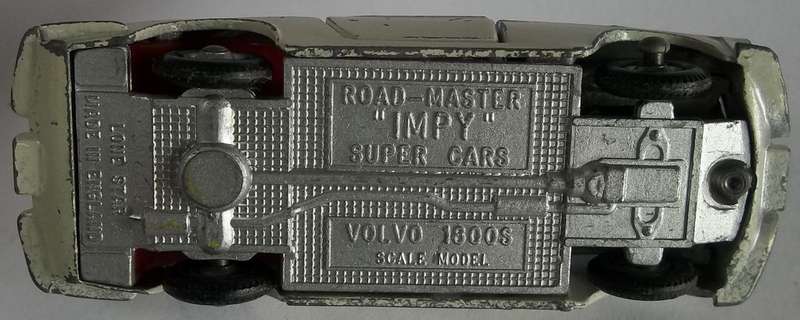 ROAD-MASTER
"IMPY"
SUPER CARS
VOLVO 1800S
SCALE MODEL
LONE STAR
MADE IN ENGLAND